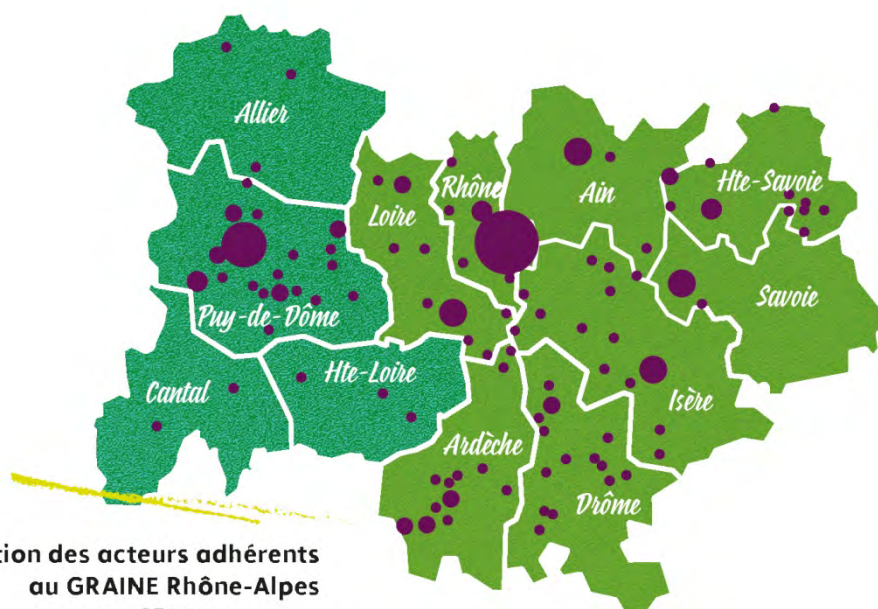 Allier
Rhône
Ain
Hte-Savoie
Loire
Savoie
Puy-de-Dôme
Hte-Loire
Cantal
Isère
Ardèche
Drôme
des acteurs adhérents
au GRAINE Rhône-Alpes